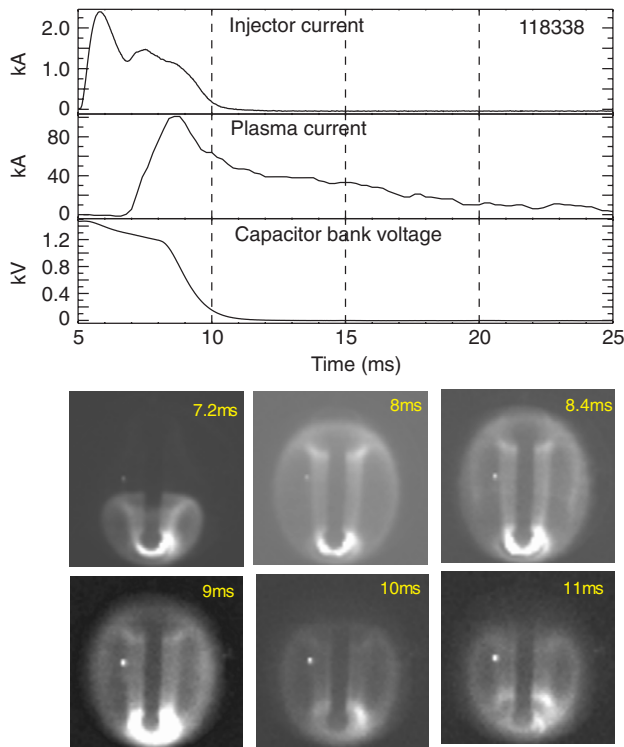 Injector current 118338
kA
2.0
1.0
0
Plasma current
kA
80
40
0
Capacitor bank voltage
kV
1.2
0.8
0.4
0
5 10 15 20 25
Time (ms)
7.2ms 8ms 8.4ms
9ms 10ms 11ms